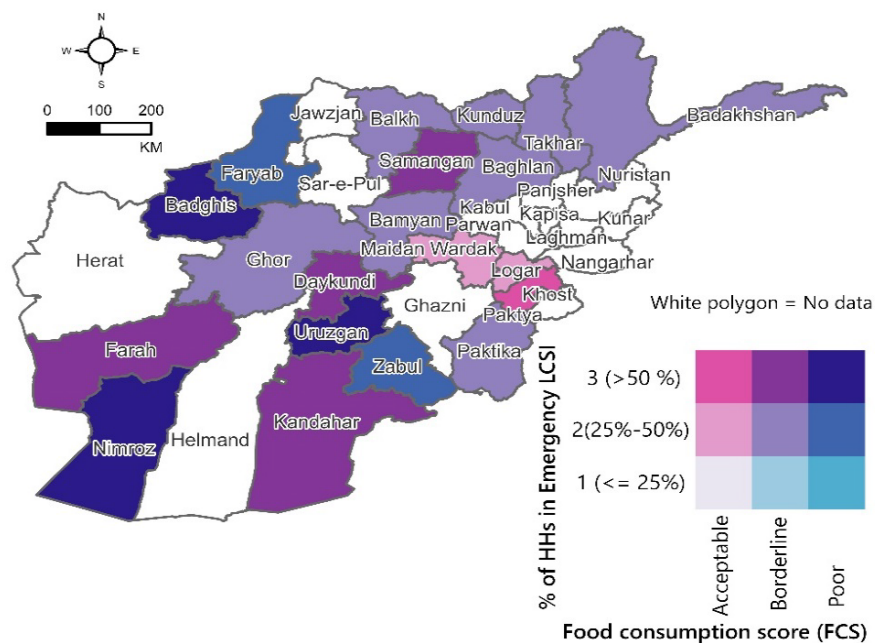 N
W E
S
0 100 200
KM
Jawzjan
Balkh
Kunduz
Badakhshan
Takhar
Faryab
Samangan
Sar-e-Pul
Baghlan
Nuristan
Panjsher
Badghis
Bamyan
Kabul
Kapisa
Kunar
Parwan
Laghman
Herat
Ghor
Maidan Wardak
Nangarhar
Logar
Daykundi
Ghazni
Khost
White polygon = No data
Paktya
Uruzgan
Farah
Zabul
Paktika
Kandahar
Helmand
Nimroz
% of HHs in Emergency LCSI
3 (>50 %)
2(25%-50%)
1 (<= 25%)
Acceptable
Borderline
Poor
Food consumption score (FCS)